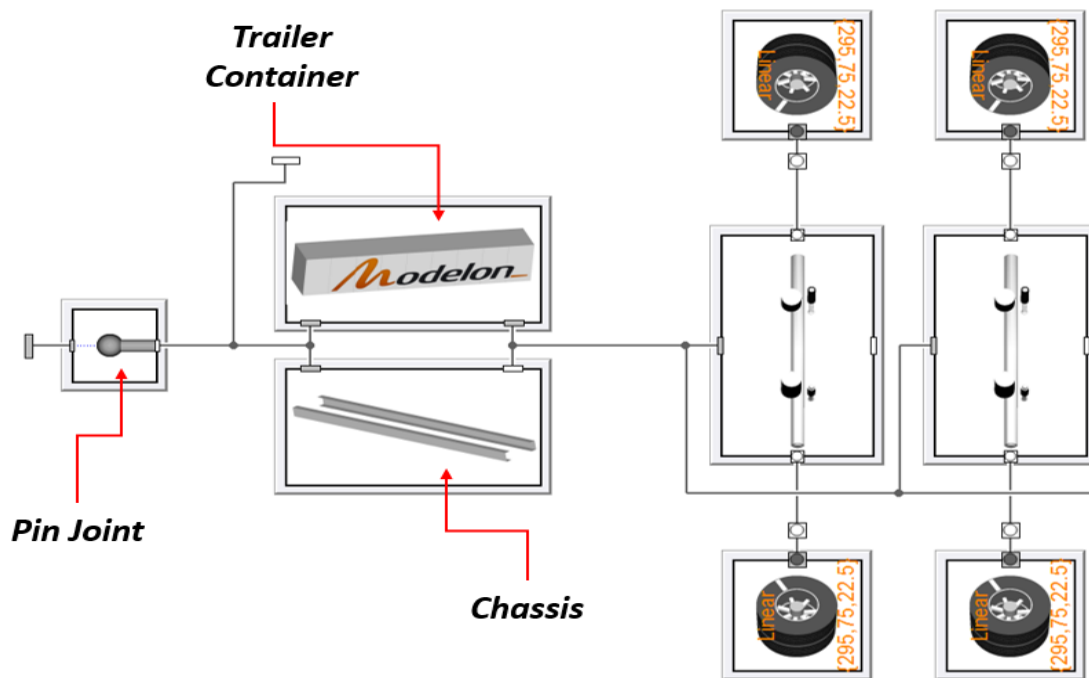 Trailer
Container
Linear
{295,75,22.5}
Linear
{295,75,22.5}
Modelon
Pin Joint
Chassis
Linear
{295,75,22.5}
Linear
{295,75,22.5}